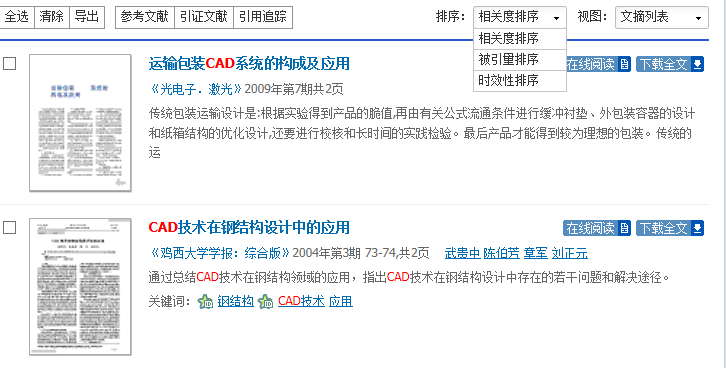 全选 清除 导出 参考文献 引证文献 引用追踪 排序： 相关度排序 视图： 文摘列表
相关度排序
被引量排序
时效性排序
运输包装CAD系统的构成及应用 在线阅读 下载全文
《光电子．激光》2009年第7期共2页
传统包装运输设计是:根据实验得到产品的脆值,再由有关公式流通条件进行缓冲衬垫、外包装容器的设计
和纸箱结构的优化设计,还要进行校核和长时间的实践检验。最后产品才能得到较为理想的包装。传统的
运
CAD技术在钢结构设计中的应用 在线阅读 下载全文
《鸡西大学学报：综合版》2004年第3期 73-74,共2页 武贵中 陈伯芳 章军 刘正元
通过总结CAD技术在钢结构领域的应用，指出CAD技术在钢结构设计中存在的若干问题和解决途径。
关键词： 钢结构 CAD技术 应用